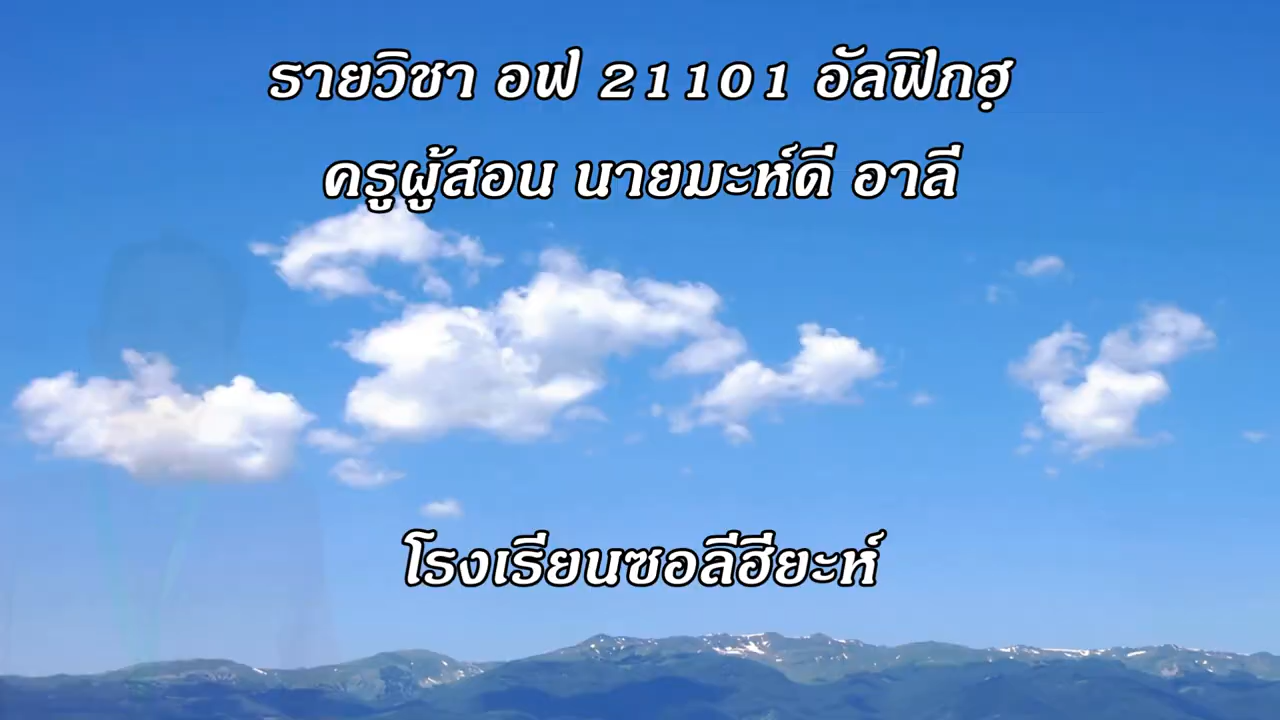 รายวิชา อฟ 21101 อัลฟิกฮฺ
ครูผู้สอน นายมะห์ดี อาลี
โรงเรียนซอลีฮียะห์